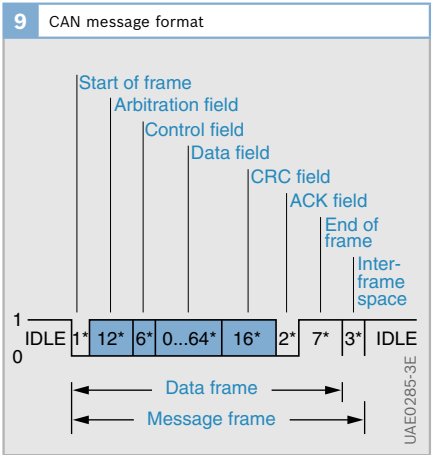 9 CAN message format
Start of frame
Arbitration field
Control field
Data field
CRC field
ACK field
End of
frame
Inter-
frame
space
1
IDLE 1* 12* 6* 0...64* 16* 2* 7* 3* IDLE
0
Data frame
Message frame
UAE0285-3E